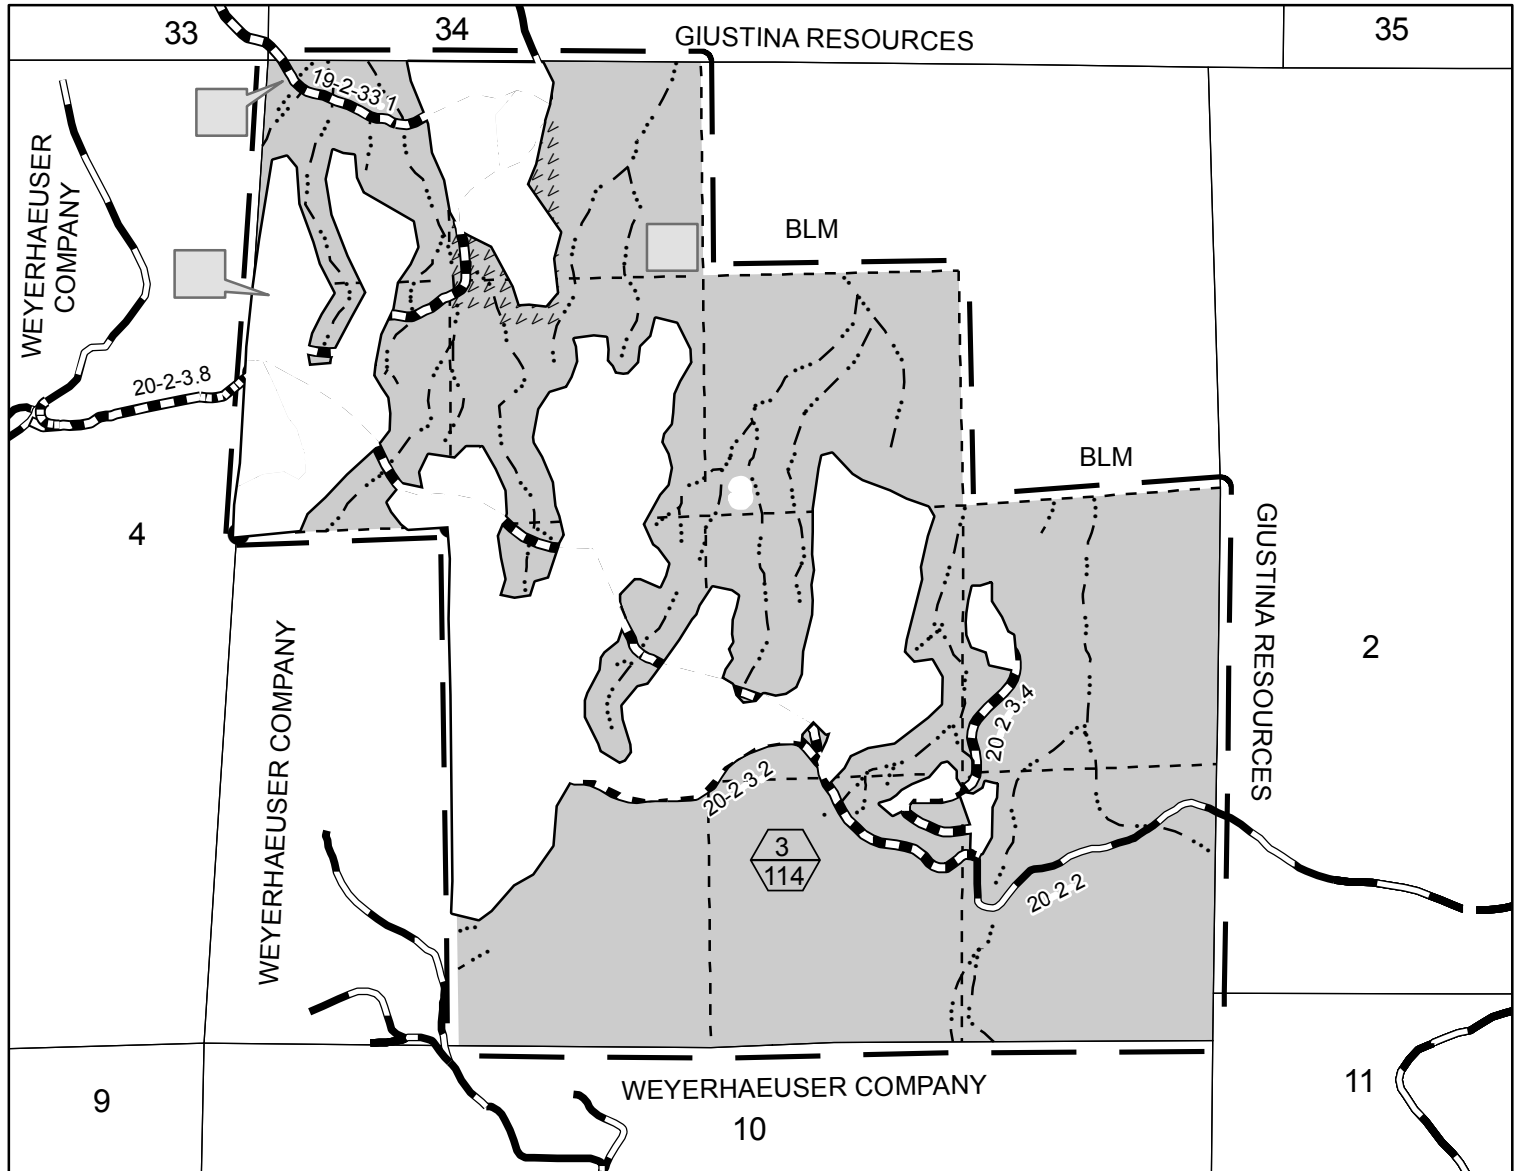 33
34
GIUSTINA RESOURCES
35
19-2-33 1
WEYERHAEUSER
COMPANY
BLM
20-2-3.8
BLM
4
GIUSTINA RESOURCES
2
WEYERHAEUSER COMPANY
20-2-3.4
20-2-3 2
3
114
20-2 2
WEYERHAEUSER COMPANY
9
10
11